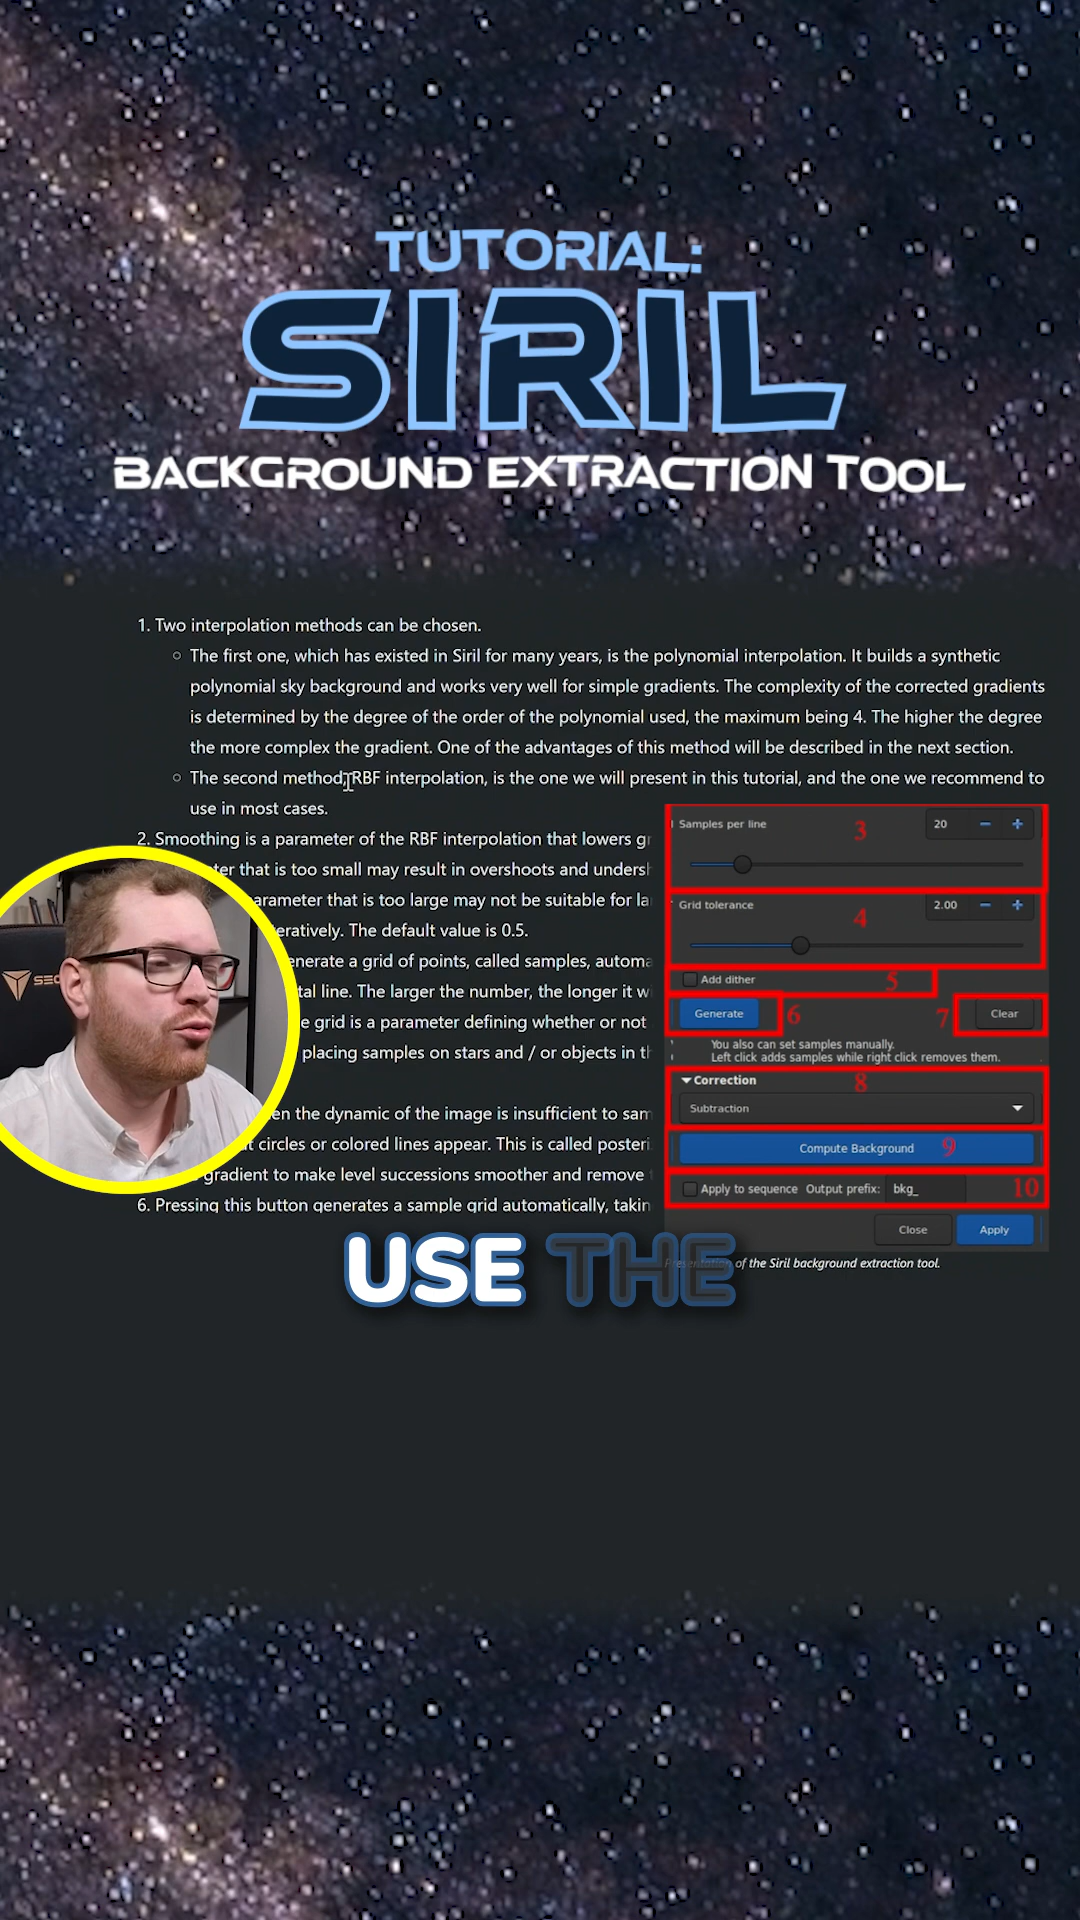 TUTORIAL:
SIRIL
BACKGROUND EXTRACTION TOOL
1. Two interpolation methods can be chosen.
○ The first one, which has existed in Siril for many years, is the polynomial interpolation. It builds a synthetic
polynomial sky background and works very well for simple gradients. The complexity of the corrected gradients
is determined by the degree of the order of the polynomial used, the maximum being 4. The higher the degree
the more complex the gradient. One of the advantages of this method will be described in the next section.
○ The second method, RBF interpolation, is the one we will present in this tutorial, and the one we recommend to
use in most cases.
2. Smoothing is a parameter of the RBF interpolation that lowers
that is too small may result in overshoots and
parameter that is too large may not be suitable for
The default value is 0.5.
a grid of points, called samples,
line. The larger the number, the longer it
grid is a parameter defining whether or not
placing samples on stars and / or objects in
the dynamic of the image is insufficient to
circles or colored lines appear. This is called
gradient to make level successions smoother and remove
6. Pressing this button generates a sample grid automatically,
Samples per line 3 20 − +
Grid tolerance 4 2.00 − +
Add dither 5
Generate 6 7 Clear
You also can set samples manually.
Left click adds samples while right click removes them.
Correction 8
Subtraction
Compute Background 9
Apply to sequence Output prefix: bkg_ 10
Close Apply
of the Siril background extraction tool.
USE THE